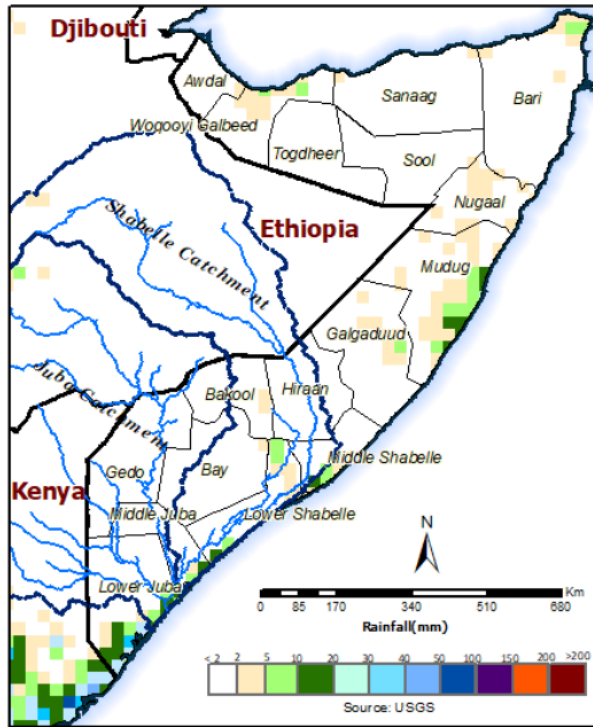 Djibouti
Awdal
Sanaag
Bari
Woqooyi Galbeed
Togdheer
Sool
Nugaal
Shabelle Catchment
Ethiopia
Mudug
Galgaduud
Juba Catchment
Bakool
Hiraan
Gedo
Bay
Middle Shabelle
Kenya
Middle Juba
Lower Shabelle
N
Lower Juba
Km
0 85 170 340 510 680
Rainfall(mm)
< 2 2 5 10 20 30 40 50 100 150 200 >200
Source: USGS